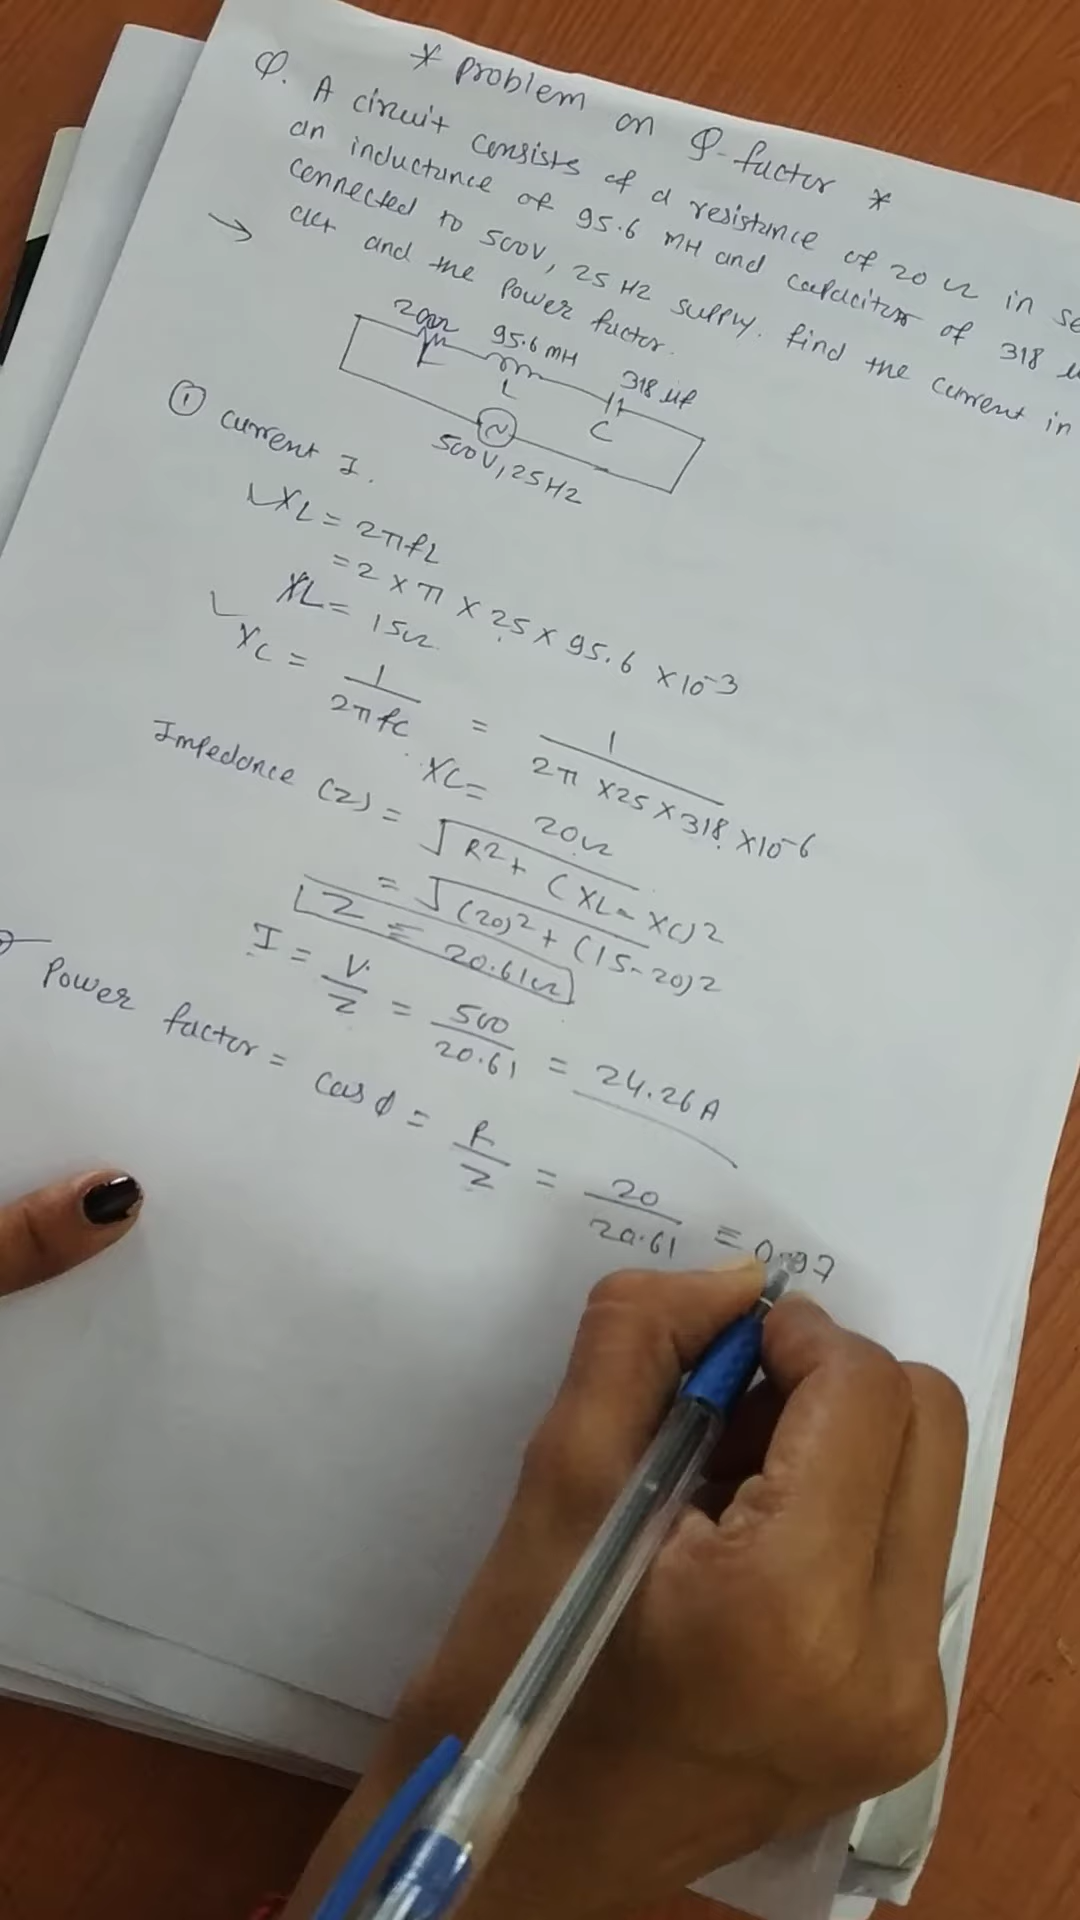 * Problem on Q-factor *
Q. A circuit consists of a resistance of 20 Ω in se
an inductance of 95.6 mH and capacitor of 318 μ
connected to 500V, 25 Hz supply. find the current in
ckt and the power factor.
→
20Ω 95.6 mH 318 μf
L C
500V, 25Hz
① current I.
XL = 2πfL
= 2 × π × 25 × 95.6 × 10⁻³
XL = 15Ω
XC = 1/2πfC = 1/2π × 25 × 318 × 10⁻⁶
XC = 20Ω
Impedance (Z) = √R2 + (XL - XC)2
= √(20)2 + (15-20)2
Z = 20.61Ω
I = V/Z = 500/20.61 = 24.26A
Power factor = cos φ = R/Z = 20/20.61 = 0.97